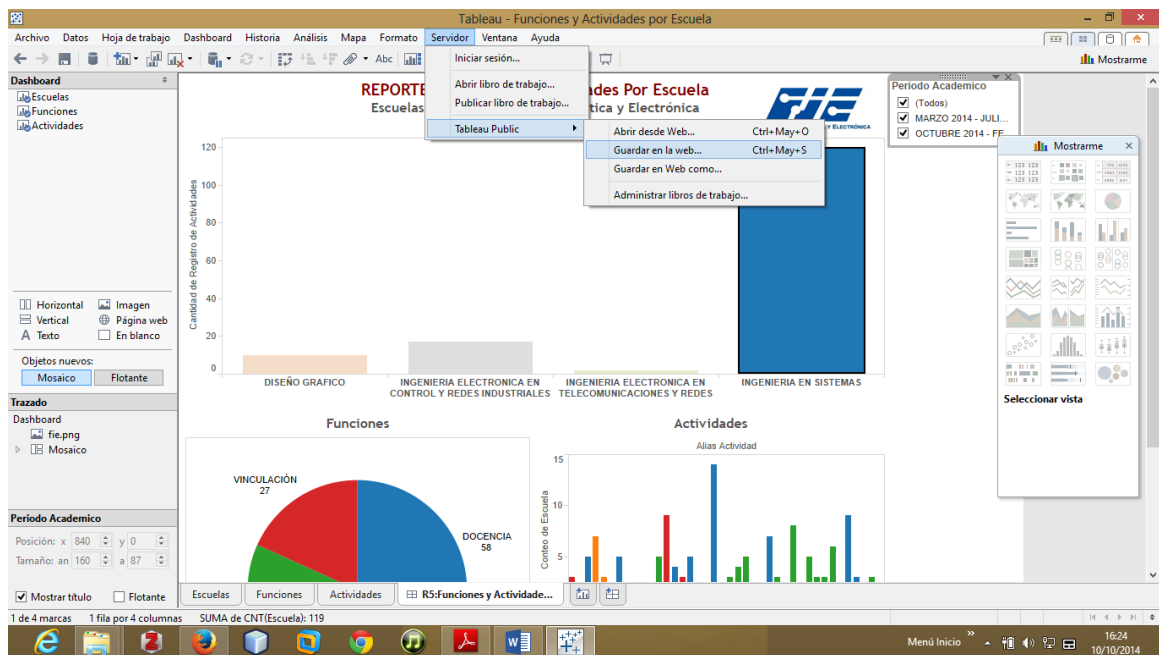 Tableau - Funciones y Actividades por Escuela
Archivo Datos Hoja de trabajo Dashboard Historia Análisis Mapa Formato Servidor Ventana Ayuda
Abc
Mostrarme
Iniciar sesión...
Abrir libro de trabajo...
Publicar libro de trabajo...
Tableau Public
Abrir desde Web... Ctrl+May+O
Guardar en la web... Ctrl+May+S
Guardar en Web como...
Administrar libros de trabajo...
Dashboard
Escuelas
Funciones
Actividades
Horizontal Imagen
Vertical Página web
A Texto En blanco
Objetos nuevos:
Mosaico Flotante
Trazado
Dashboard
fie.png
Mosaico
Periodo Academico
Posición: x 840 y 0
Tamaño: an 160 a 87
Mostrar título Flotante
REPORTE ades Por Escuela
Escuelas tica y Electrónica
FIE
Y ELECTRÓNICA
Periodo Academico
(Todos)
MARZO 2014 - JULI...
OCTUBRE 2014 - FE...
Mostrarme
Seleccionar vista
Cantidad de Registro de Actividades
120
100
80
60
40
20
0
DISEÑO GRAFICO
INGENIERIA ELECTRONICA EN
CONTROL Y REDES INDUSTRIALES
INGENIERIA ELECTRONICA EN
TELECOMUNICACIONES Y REDES
INGENIERIA EN SISTEMAS
Funciones
VINCULACIÓN
27
DOCENCIA
58
Actividades
Alias Actividad
Conteo de Escuela
15
10
5
Escuelas Funciones Actividades R5:Funciones y Actividade...
1 de 4 marcas 1 fila por 4 columnas SUMA de CNT(Escuela): 119
Menú Inicio
16:24
10/10/2014